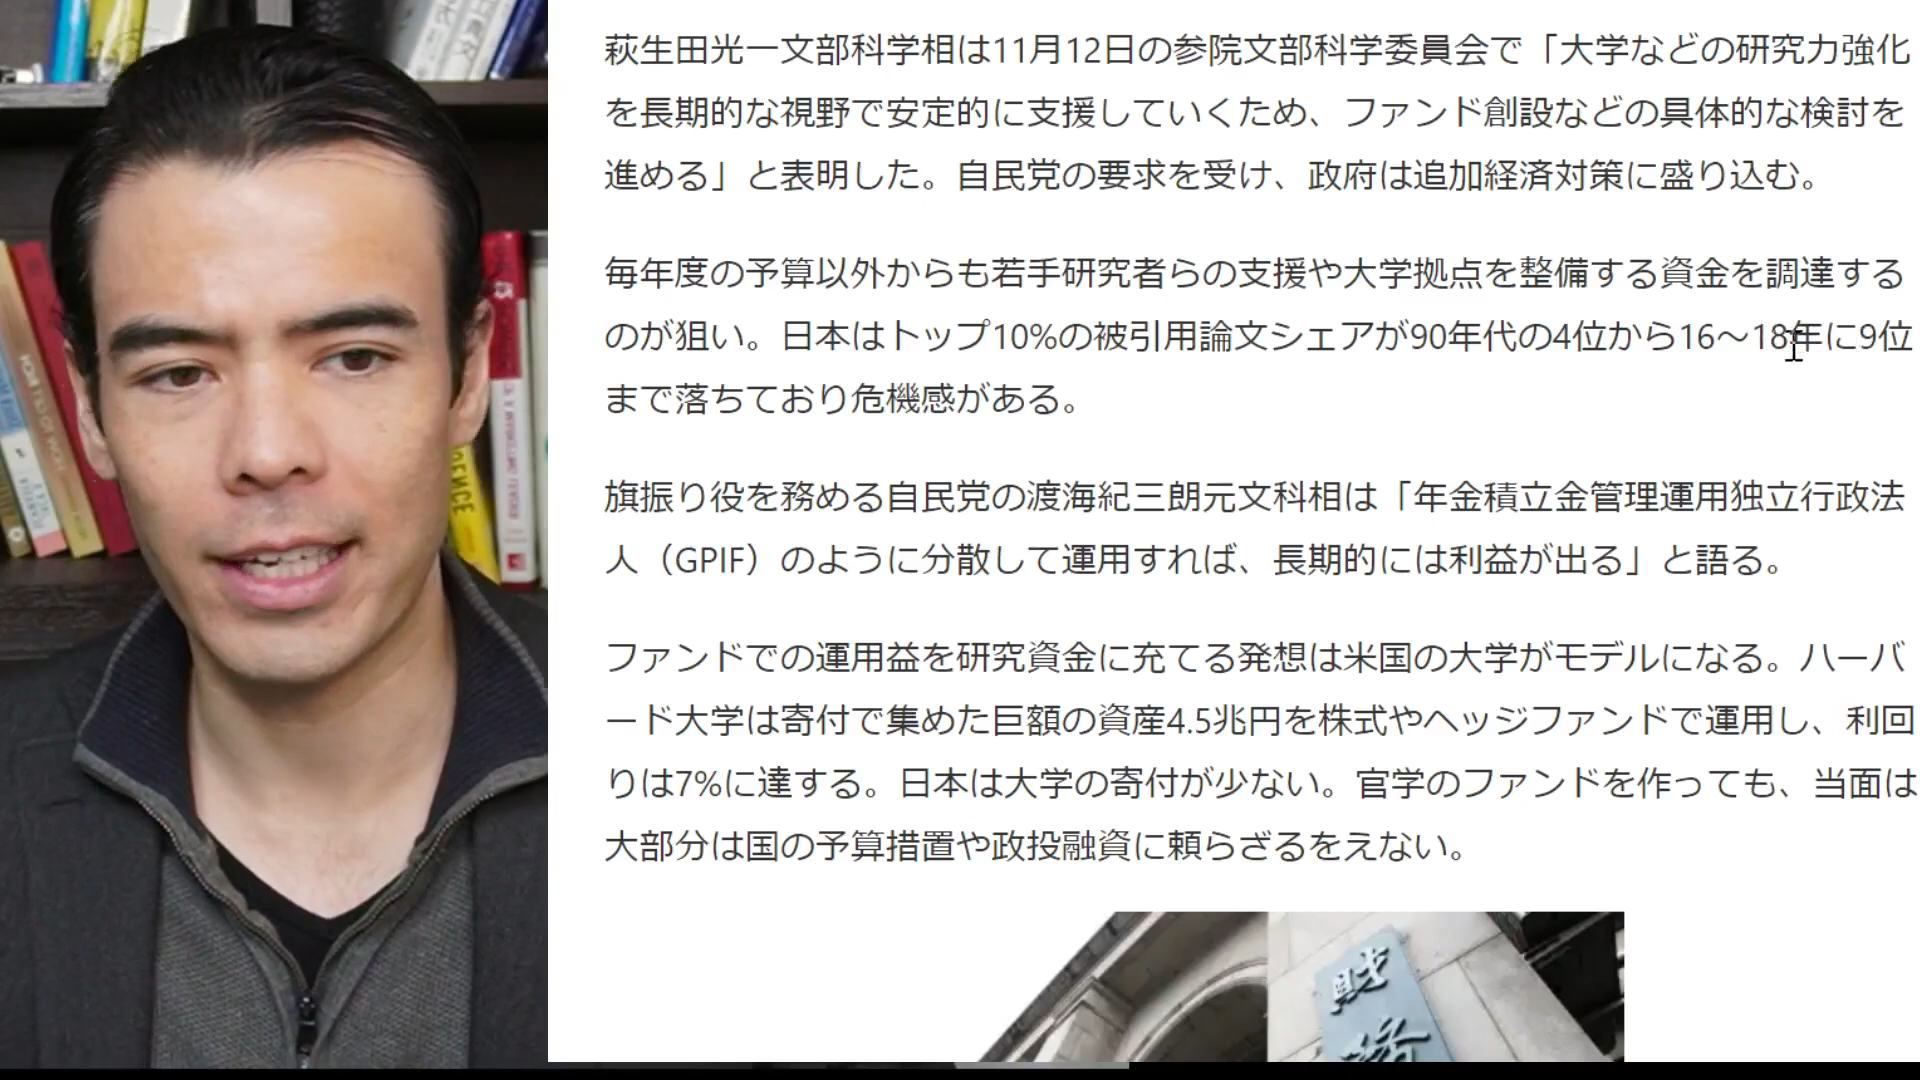 萩生田光一文部科学相は11月12日の参院文部科学委員会で「大学などの研究力強化
を長期的な視野で安定的に支援していくため、ファンド創設などの具体的な検討を
進める」と表明した。自民党の要求を受け、政府は追加経済対策に盛り込む。
毎年度の予算以外からも若手研究者らの支援や大学拠点を整備する資金を調達する
のが狙い。日本はトップ10%の被引用論文シェアが90年代の4位から16〜18年に9位
まで落ちており危機感がある。
旗振り役を務める自民党の渡海紀三朗元文科相は「年金積立金管理運用独立行政法
人（GPIF）のように分散して運用すれば、長期的には利益が出る」と語る。
ファンドでの運用益を研究資金に充てる発想は米国の大学がモデルになる。ハーバ
ード大学は寄付で集めた巨額の資産4.5兆円を株式やヘッジファンドで運用し、利回
りは7%に達する。日本は大学の寄付が少ない。官学のファンドを作っても、当面は
大部分は国の予算措置や政投融資に頼らざるをえない。
財
務